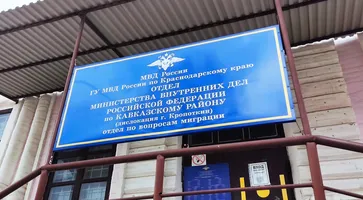 МВД России
ГУ МВД России по Краснодарскому краю
ОТДЕЛ
МИНИСТЕРСТВА ВНУТРЕННИХ ДЕЛ
РОССИЙСКОЙ ФЕДЕРАЦИИ
по КАВКАЗСКОМУ РАЙОНУ
(дислокация г. Кропоткин)
отдел по вопросам миграции